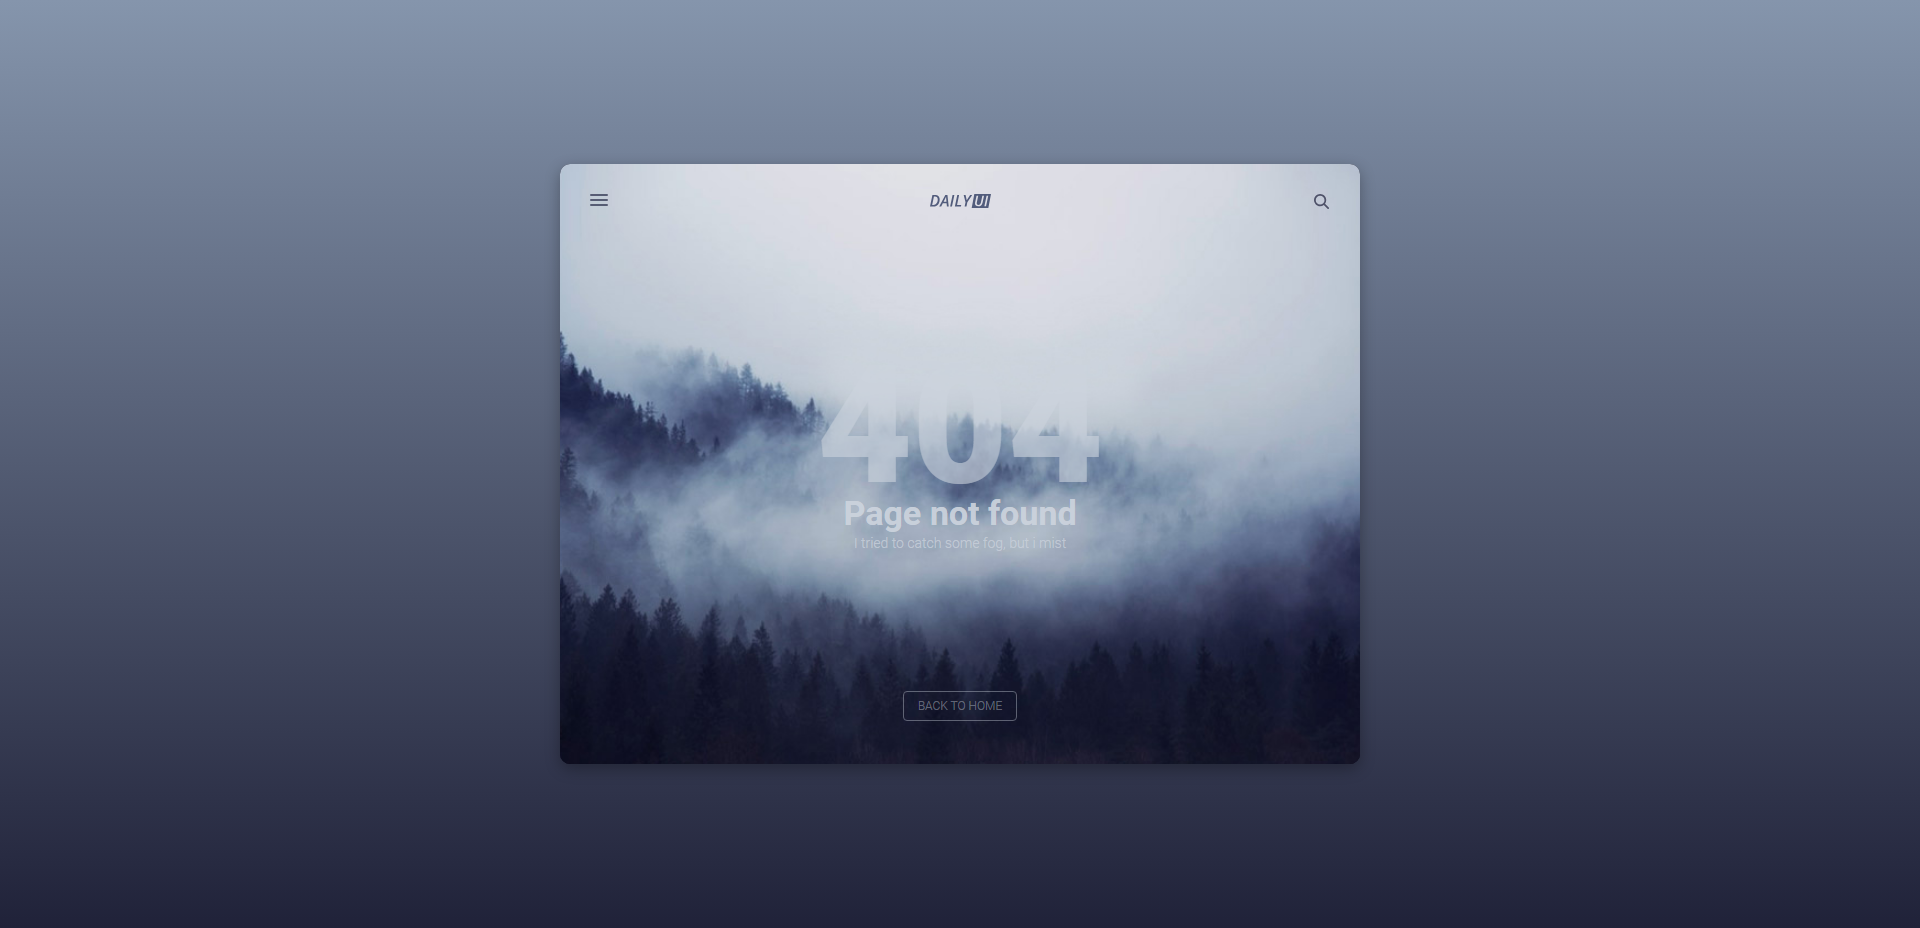 DAILY UI
404
Page not found
I tried to catch some fog, but i mist
BACK TO HOME